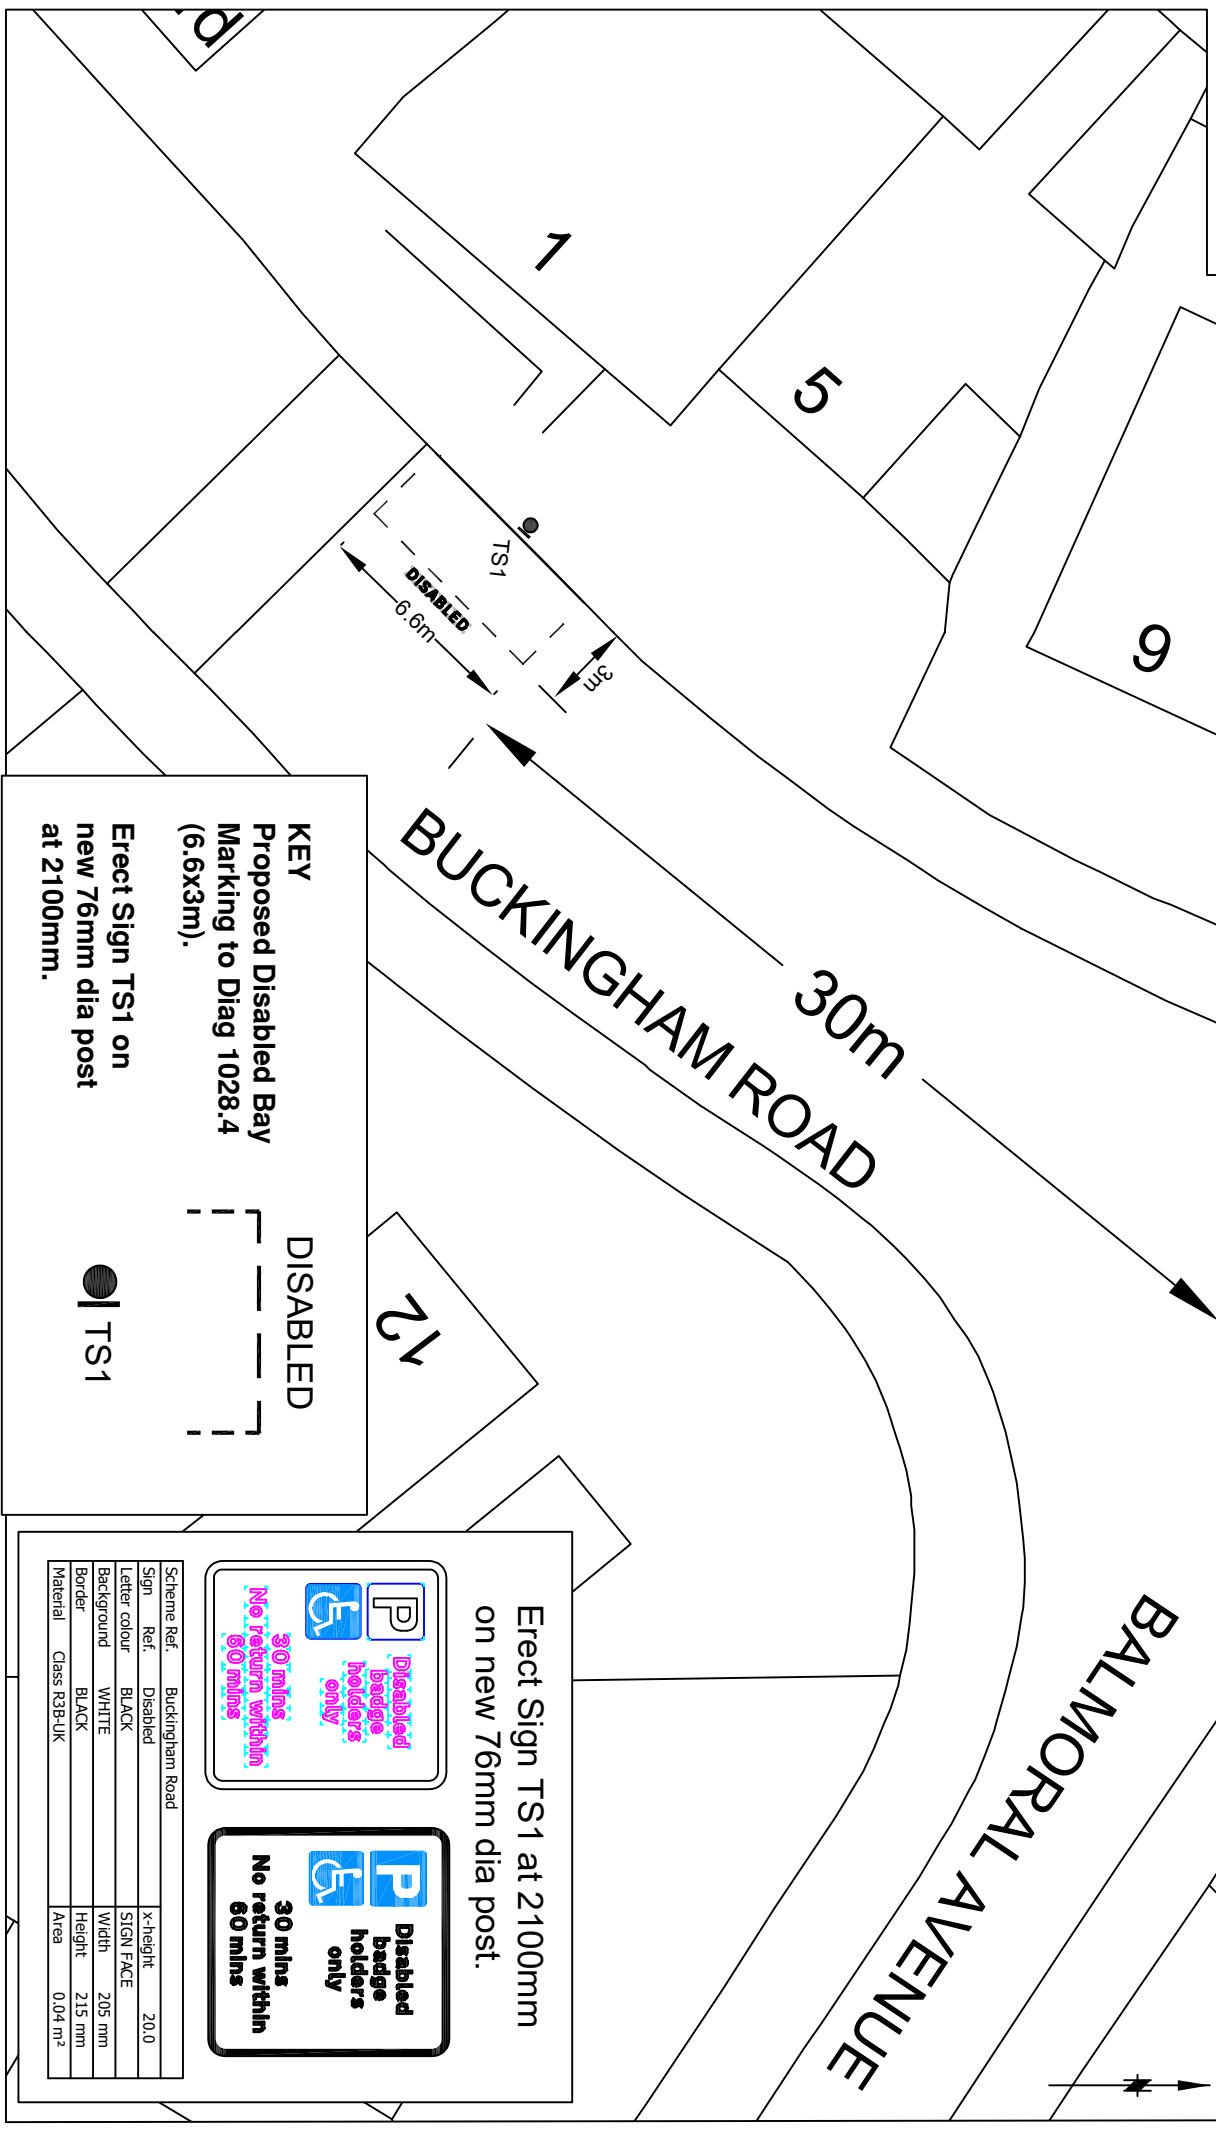 d
1
5
9
TS1
DISABLED
6.6m
3m
30m
BUCKINGHAM ROAD
BALMORAL AVENUE
12
KEY
Proposed Disabled Bay
Marking to Diag 1028.4
(6.6x3m).
DISABLED
Erect Sign TS1 on
new 76mm dia post
at 2100mm.
TS1
Erect Sign TS1 at 2100mm
on new 76mm dia post.
P
Disabled
badge
holders
only
30 mins
No return within
60 mins
P
Disabled
badge
holders
only
30 mins
No return within
60 mins
Scheme Ref. Buckingham Road
Sign Ref. Disabled x-height 20.0
Letter colour BLACK SIGN FACE
Background WHITE Width 205 mm
Border BLACK Height 215 mm
Material Class R3B-UK Area 0.04 m²